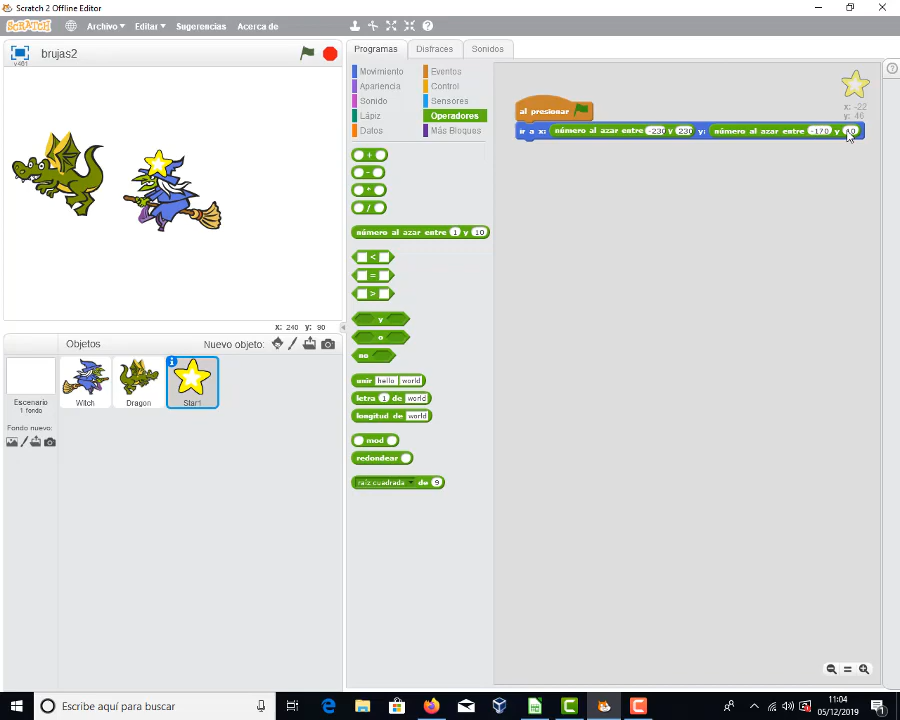 Scratch 2 Offline Editor
SCRATCH Archivo Editar Sugerencias Acerca de
brujas2
v461
Programas Disfraces Sonidos
Movimiento Eventos
Apariencia Control
Sonido Sensores
Lápiz Operadores
Datos Más Bloques
+
-
*
/
número al azar entre 1 y 10
<
=
>
y
o
no
unir hello world
letra 1 de world
longitud de world
mod
redondear
raíz cuadrada de 9
al presionar
ir a x: número al azar entre -230 y 230 y: número al azar entre -170 y
x: -22
y: 46
x: 240 y: 90
Objetos Nuevo objeto:
Escenario
1 fondo
Fondo nuevo:
Witch Dragon Star1
Escribe aquí para buscar
11:04
05/12/2019